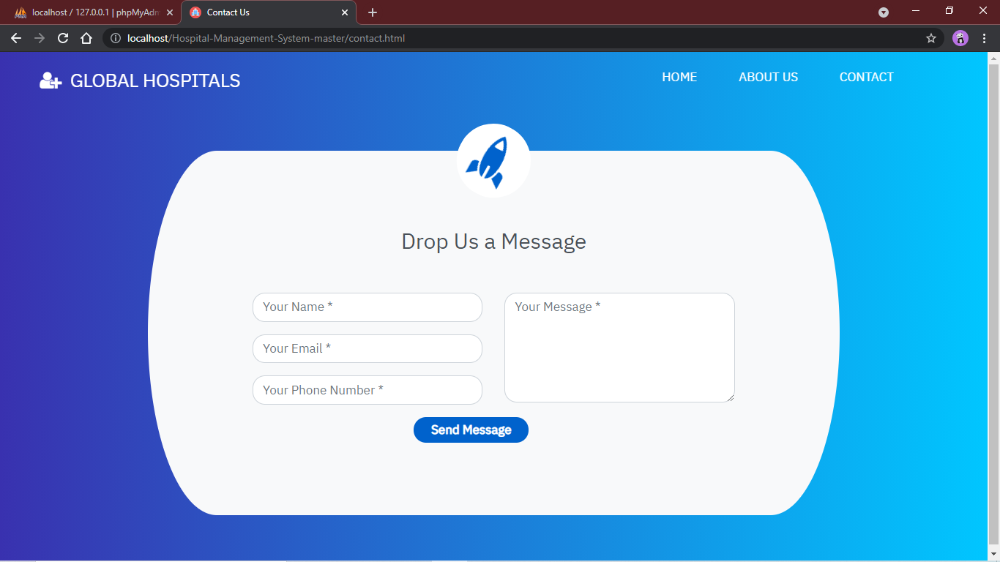 localhost / 127.0.0.1 | phpMyAdm
Contact Us
localhost/Hospital-Management-System-master/contact.html
GLOBAL HOSPITALS
HOME
ABOUT US
CONTACT
Drop Us a Message
Your Name *
Your Message *
Your Email *
Your Phone Number *
Send Message